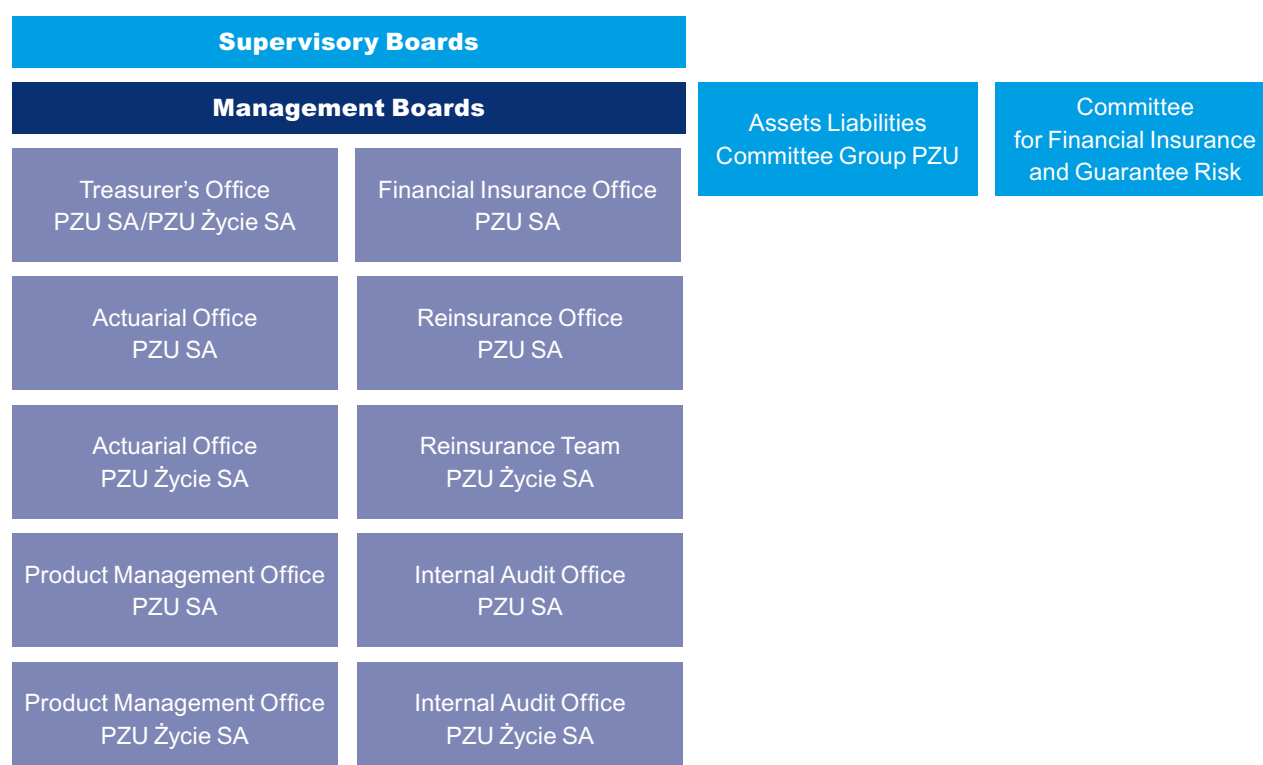 Supervisory Boards
Management Boards
Assets Liabilities
Committee Group PZU
Committee
for Financial Insurance
and Guarantee Risk
Treasurer’s Office
PZU SA/PZU Życie SA
Financial Insurance Office
PZU SA
Actuarial Office
PZU SA
Reinsurance Office
PZU SA
Actuarial Office
PZU Życie SA
Reinsurance Team
PZU Życie SA
Product Management Office
PZU SA
Internal Audit Office
PZU SA
Product Management Office
PZU Życie SA
Internal Audit Office
PZU Życie SA